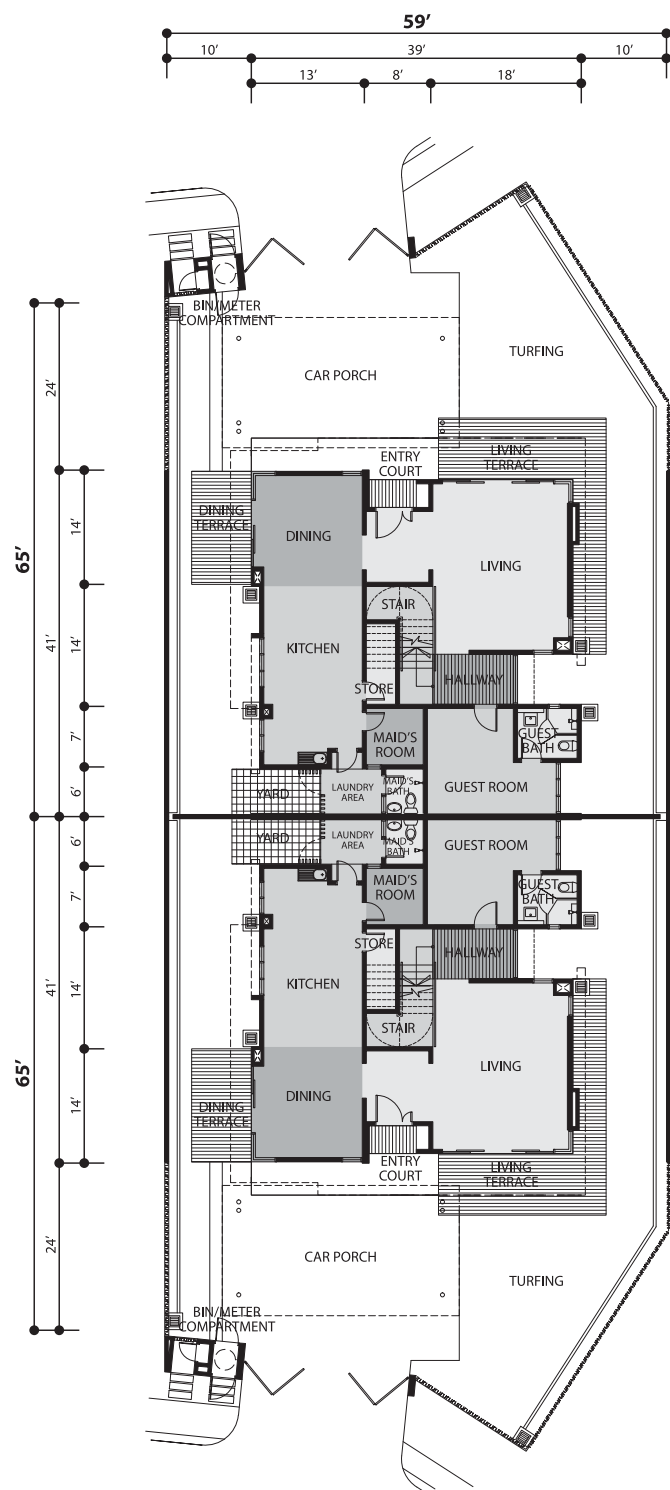 59'
10'
39'
10'
13'
8'
18'
BIN/METER
COMPARTMENT
TURFING
CAR PORCH
24'
LIVING
TERRACE
ENTRY
COURT
DINING
TERRACE
DINING
14'
65'
LIVING
STAIR
41'
14'
KITCHEN
STORE
HALLWAY
7'
MAID'S
ROOM
GUEST
BATH
6'
YARD
LAUNDRY
AREA
MAID'S
BATH
GUEST ROOM
6'
YARD
LAUNDRY
AREA
MAID'S
BATH
GUEST ROOM
7'
MAID'S
ROOM
GUEST
BATH
STORE
HALLWAY
41'
14'
KITCHEN
STAIR
65'
LIVING
14'
DINING
DINING
TERRACE
ENTRY
COURT
LIVING
TERRACE
24'
CAR PORCH
TURFING
BIN/METER
COMPARTMENT